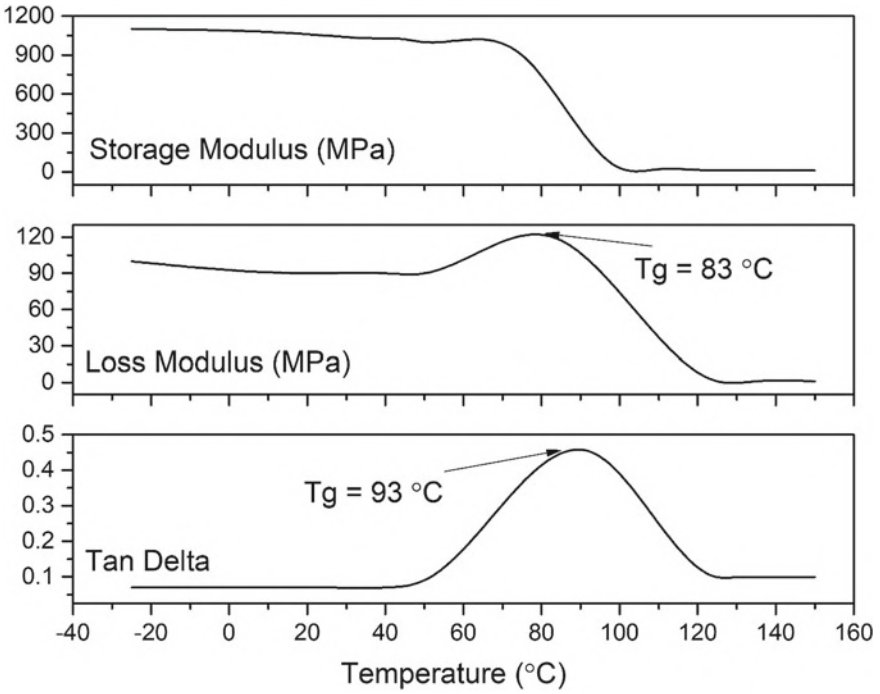 1200
900
600
300
0
Storage Modulus (MPa)
120
90
60
30
0
Tg = 83 °C
Loss Modulus (MPa)
0.5
0.4
0.3
0.2
0.1
Tg = 93 °C
Tan Delta
-40 -20 0 20 40 60 80 100 120 140 160
Temperature (°C)